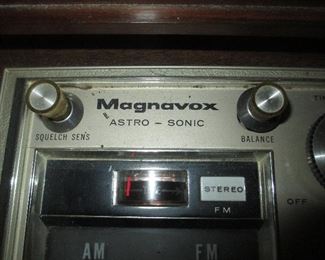 Magnavox
ASTRO - SONIC
SQUELCH SENS
BALANCE
STEREO
FM
OFF
AM FM